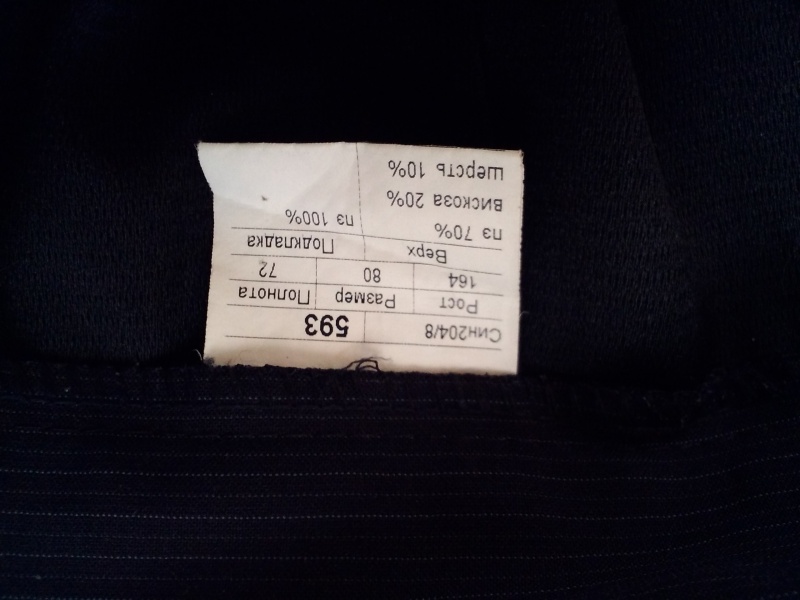 Син204/8 593
Рост Размер Полнота
164 80 72
Верх Подкладка
пэ 70% пэ 100%
вискоза 20%
шерсть 10%